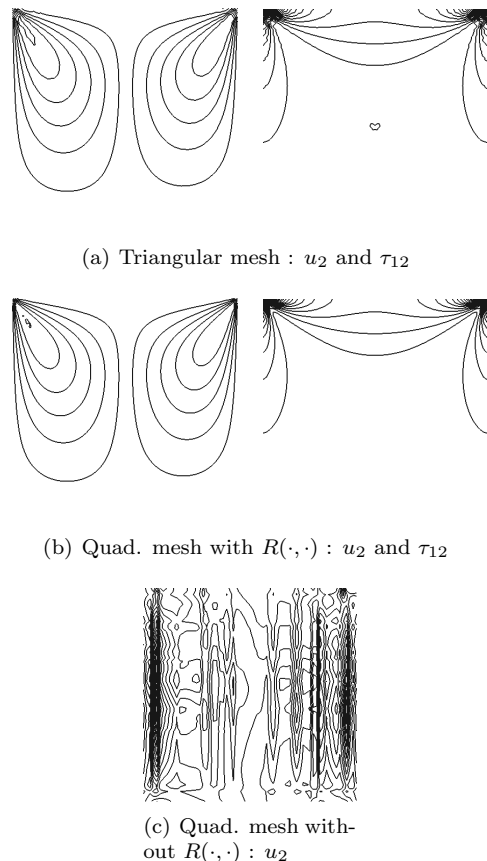 (a) Triangular mesh : u₂ and τ₁₂
(b) Quad. mesh with R(·,·) : u₂ and τ₁₂
(c) Quad. mesh with-
out R(·,·) : u₂